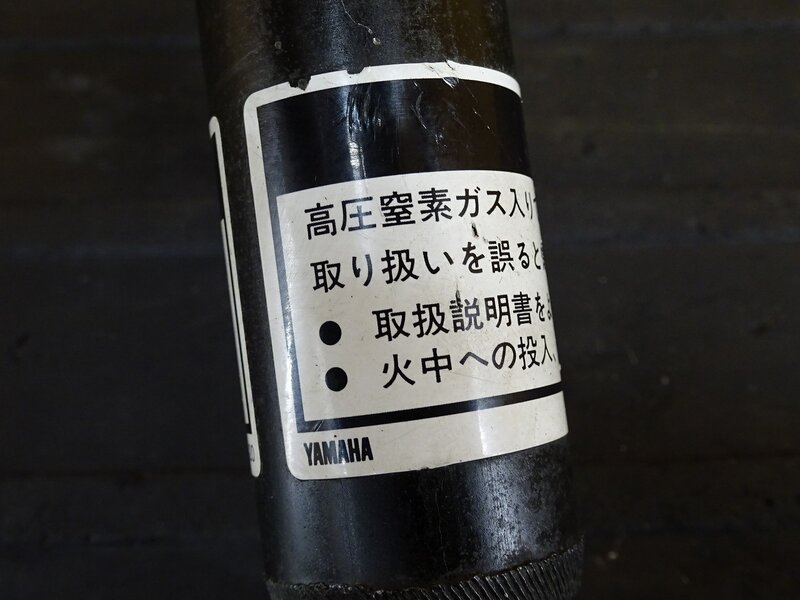 高圧窒素ガス入り
取り扱いを誤ると
● 取扱説明書をよ
● 火中への投入、
YAMAHA